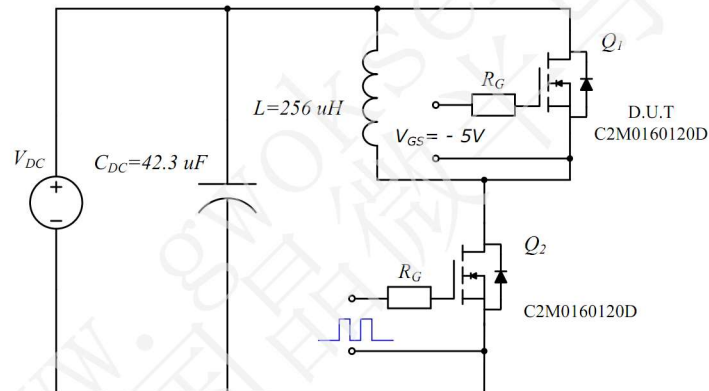 Q1
RG
L=256 uH
D.U.T
C2M0160120D
VGS= - 5V
VDC
CDC=42.3 uF
+
−
Q2
RG
C2M0160120D